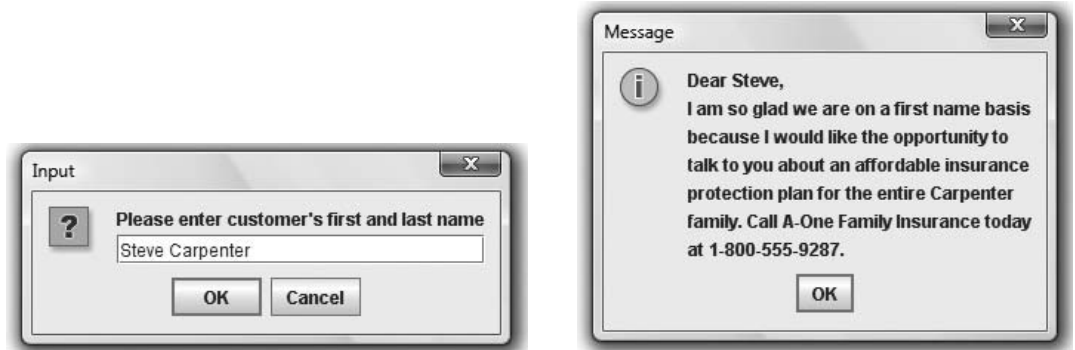 Input
X
?
Please enter customer's first and last name
Steve Carpenter
OK Cancel
Message
X
i
Dear Steve,
I am so glad we are on a first name basis
because I would like the opportunity to
talk to you about an affordable insurance
protection plan for the entire Carpenter
family. Call A-One Family Insurance today
at 1-800-555-9287.
OK